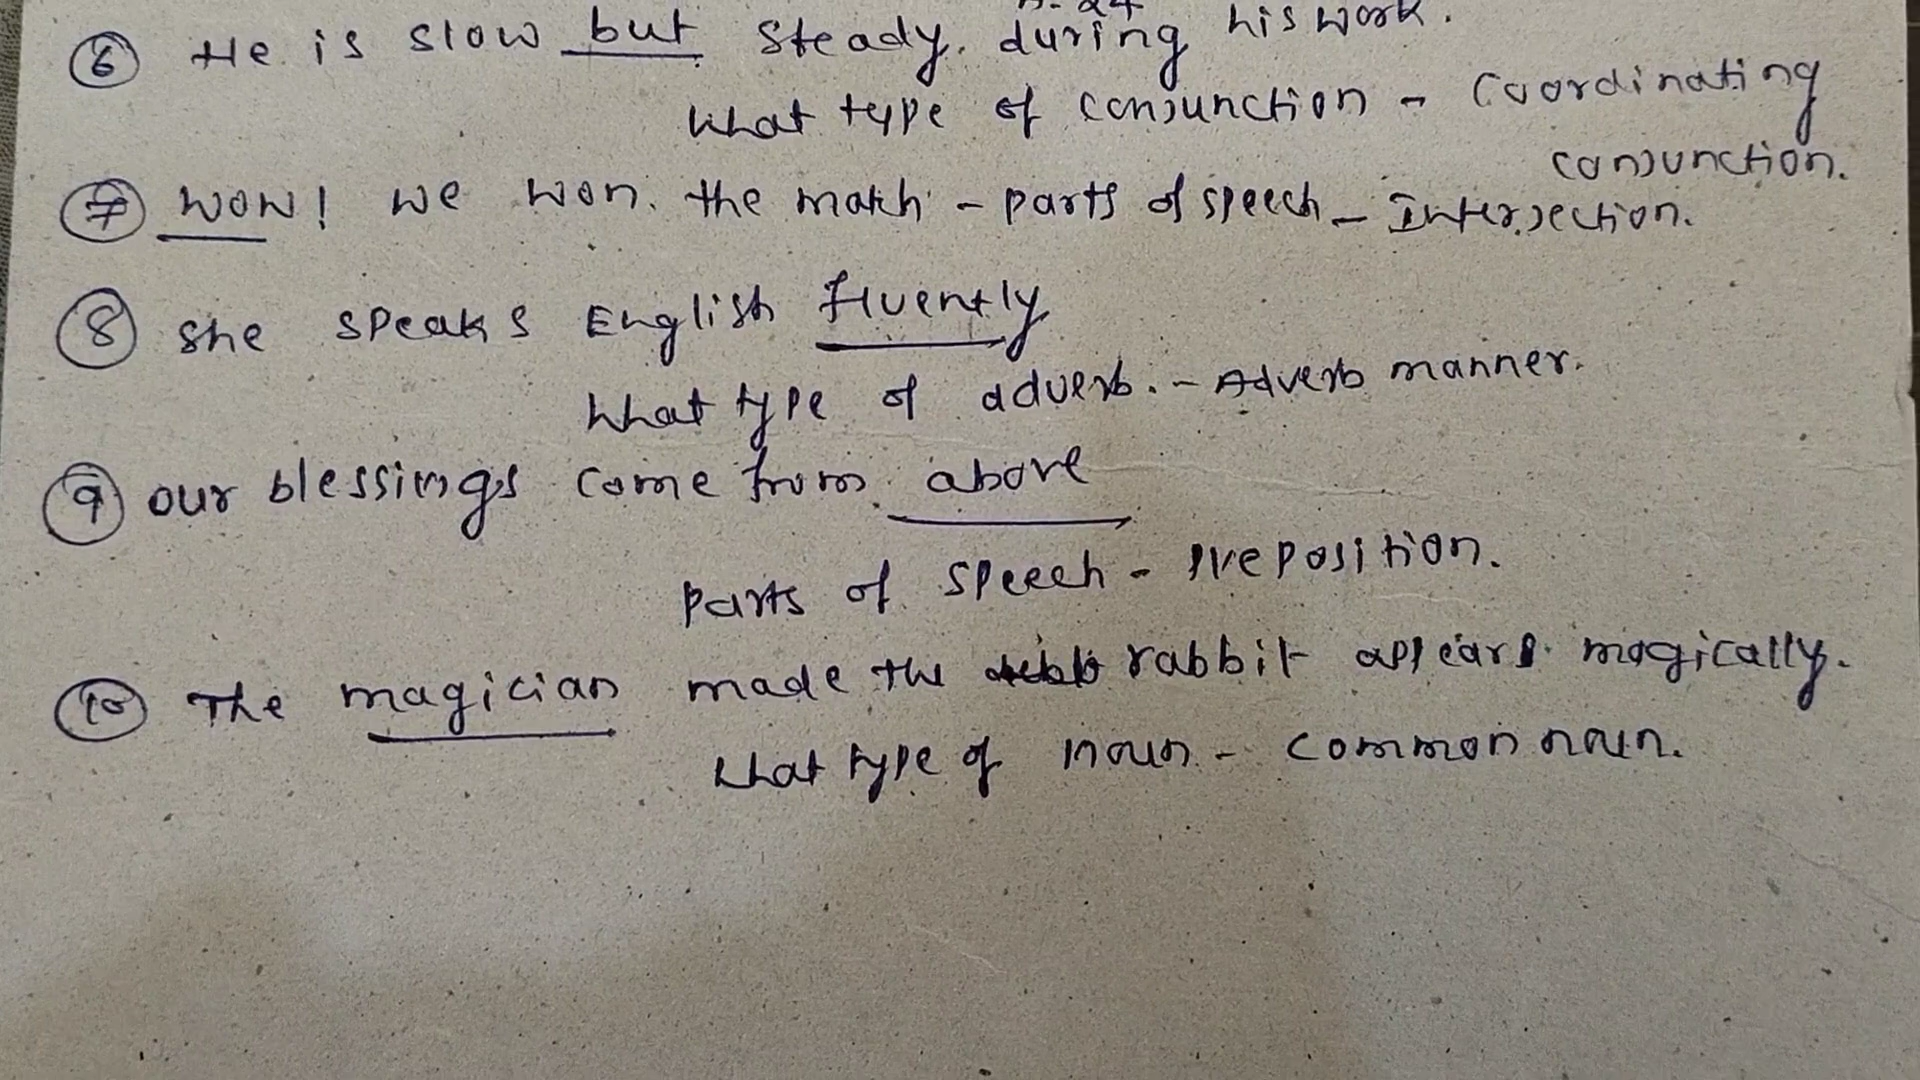 ⑥ He is slow but steady. during his work.
What type of conjunction - Coordinating
conjunction.
⑦ Wow! we won. the match - parts of speech - Interjection.
⑧ She speaks English fluently
What type of adverb. - Adverb manner.
⑨ our blessings come from above
parts of speech - preposition.
⑩ The magician made the rabbit appears magically.
What type of noun - common noun.